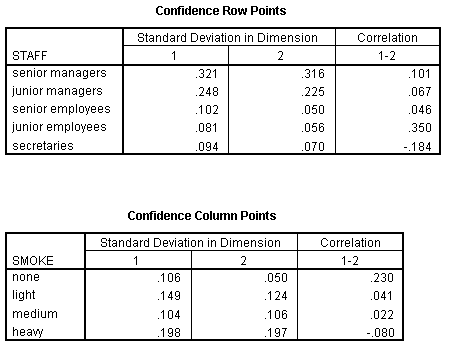 Confidence Row Points
Standard Deviation in Dimension Correlation
STAFF 1 2 1-2
senior managers .321 .316 .101
junior managers .248 .225 .067
senior employees .102 .050 .046
junior employees .081 .056 .350
secretaries .094 .070 -.184
Confidence Column Points
Standard Deviation in Dimension Correlation
SMOKE 1 2 1-2
none .106 .050 .230
light .149 .124 .041
medium .104 .106 .022
heavy .198 .197 -.080